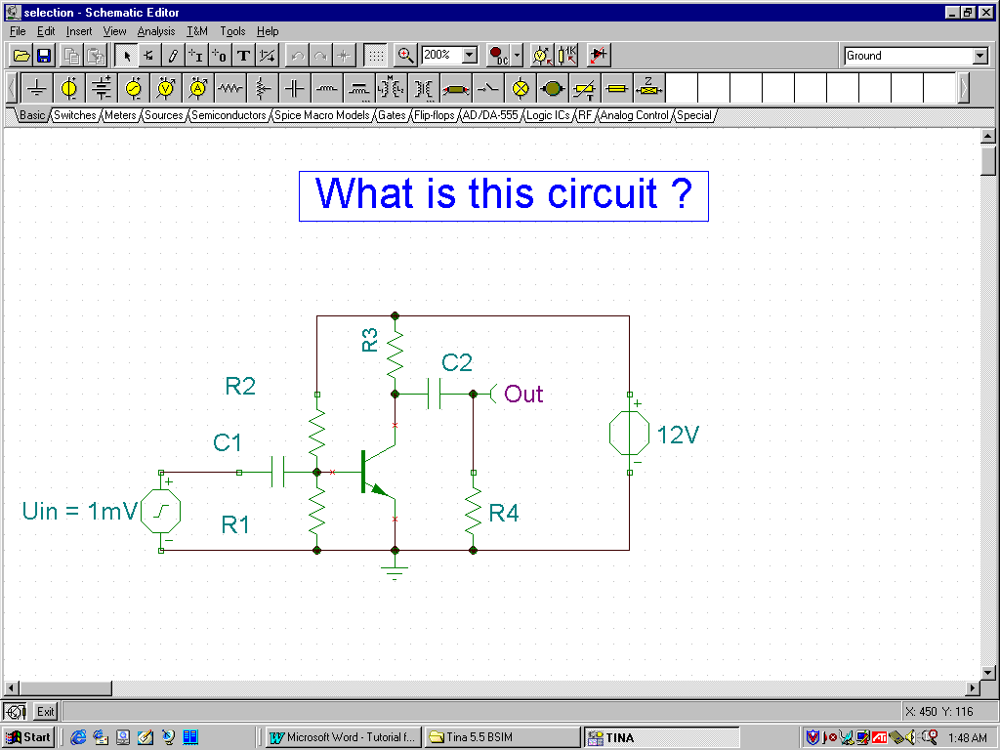 selection - Schematic Editor
File Edit Insert View Analysis T&M Tools Help
T 200% DC 1K Ground
Basic Switches Meters Sources Semiconductors Spice Macro Models Gates Flip-flops AD/DA-555 Logic ICs RF Analog Control Special
What is this circuit ?
R3
C2
R2
Out
+
12V
C1
+
Uin = 1mV
R4
R1
Exit
X: 450 Y: 116
Start Microsoft Word - Tutorial f... Tina 5.5 BSIM TINA 1:48 AM